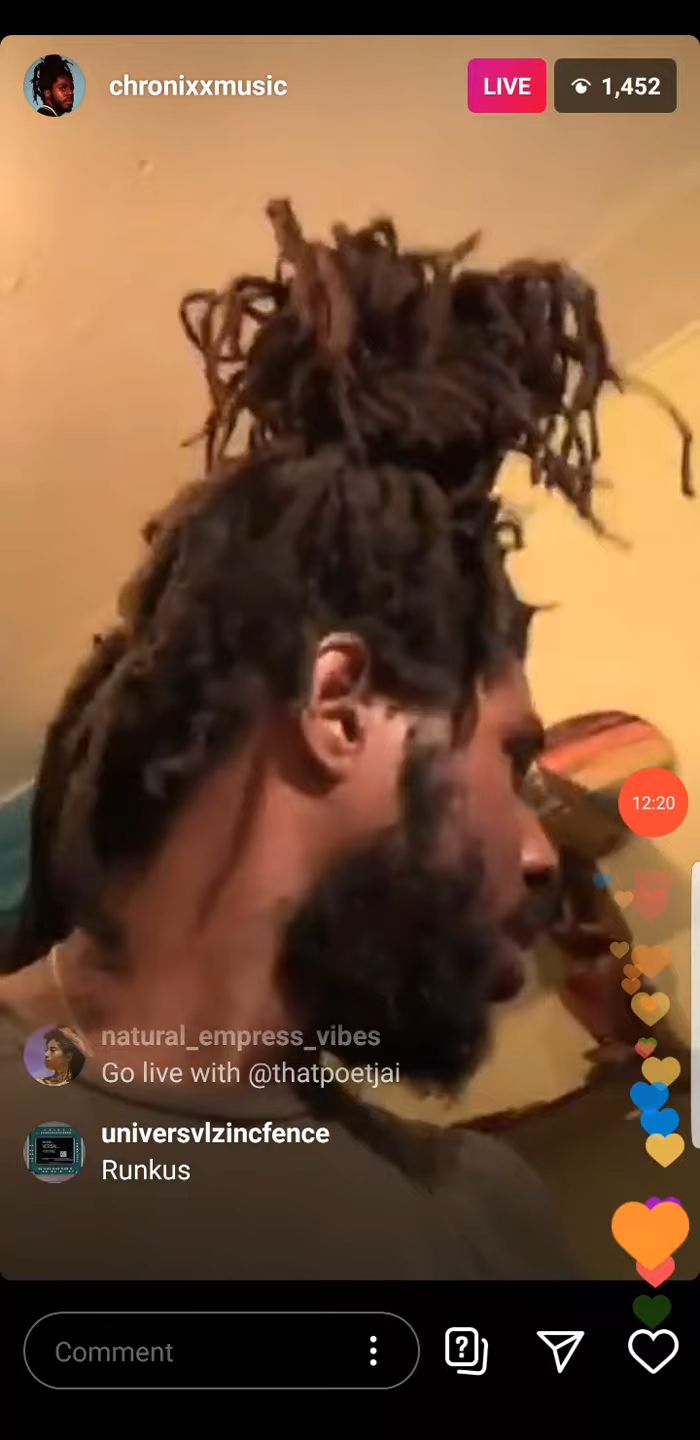 chronixxmusic
LIVE
1,452
12:20
natural_empress_vibes
Go live with @thatpoetjai
universvlzincfence
Runkus
Comment